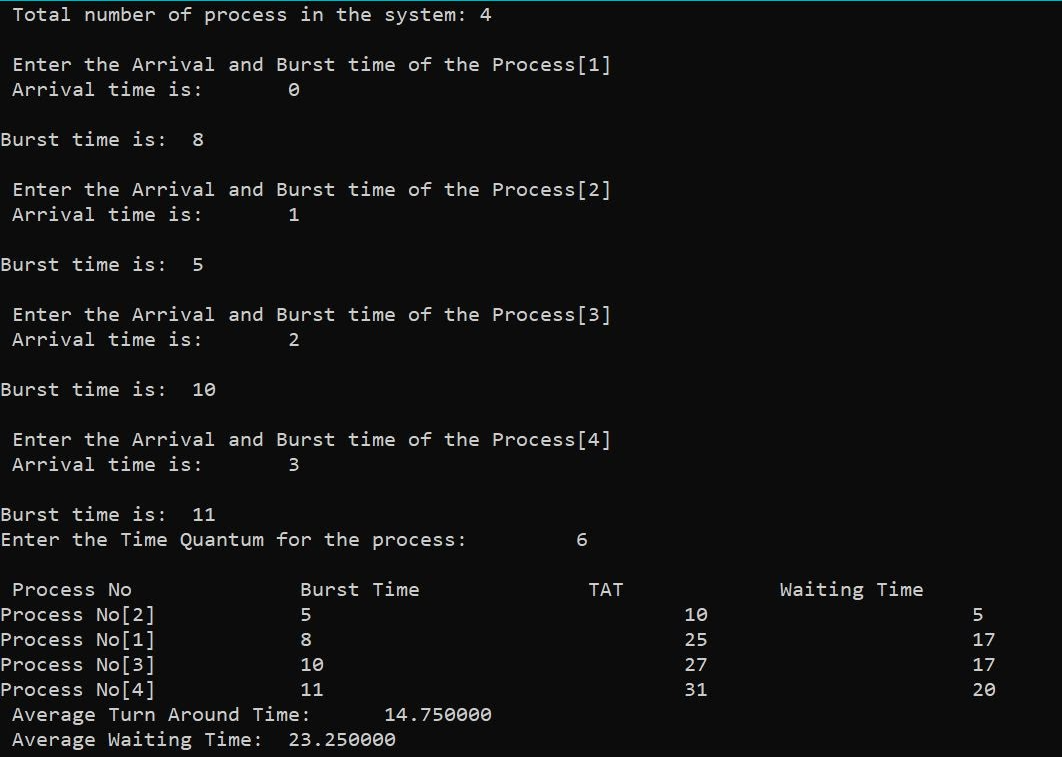 Total number of process in the system: 4
Enter the Arrival and Burst time of the Process[1]
Arrival time is: 0
Burst time is: 8
Enter the Arrival and Burst time of the Process[2]
Arrival time is: 1
Burst time is: 5
Enter the Arrival and Burst time of the Process[3]
Arrival time is: 2
Burst time is: 10
Enter the Arrival and Burst time of the Process[4]
Arrival time is: 3
Burst time is: 11
Enter the Time Quantum for the process: 6
Process No Burst Time TAT Waiting Time
Process No[2] 5 10 5
Process No[1] 8 25 17
Process No[3] 10 27 17
Process No[4] 11 31 20
Average Turn Around Time: 14.750000
Average Waiting Time: 23.250000